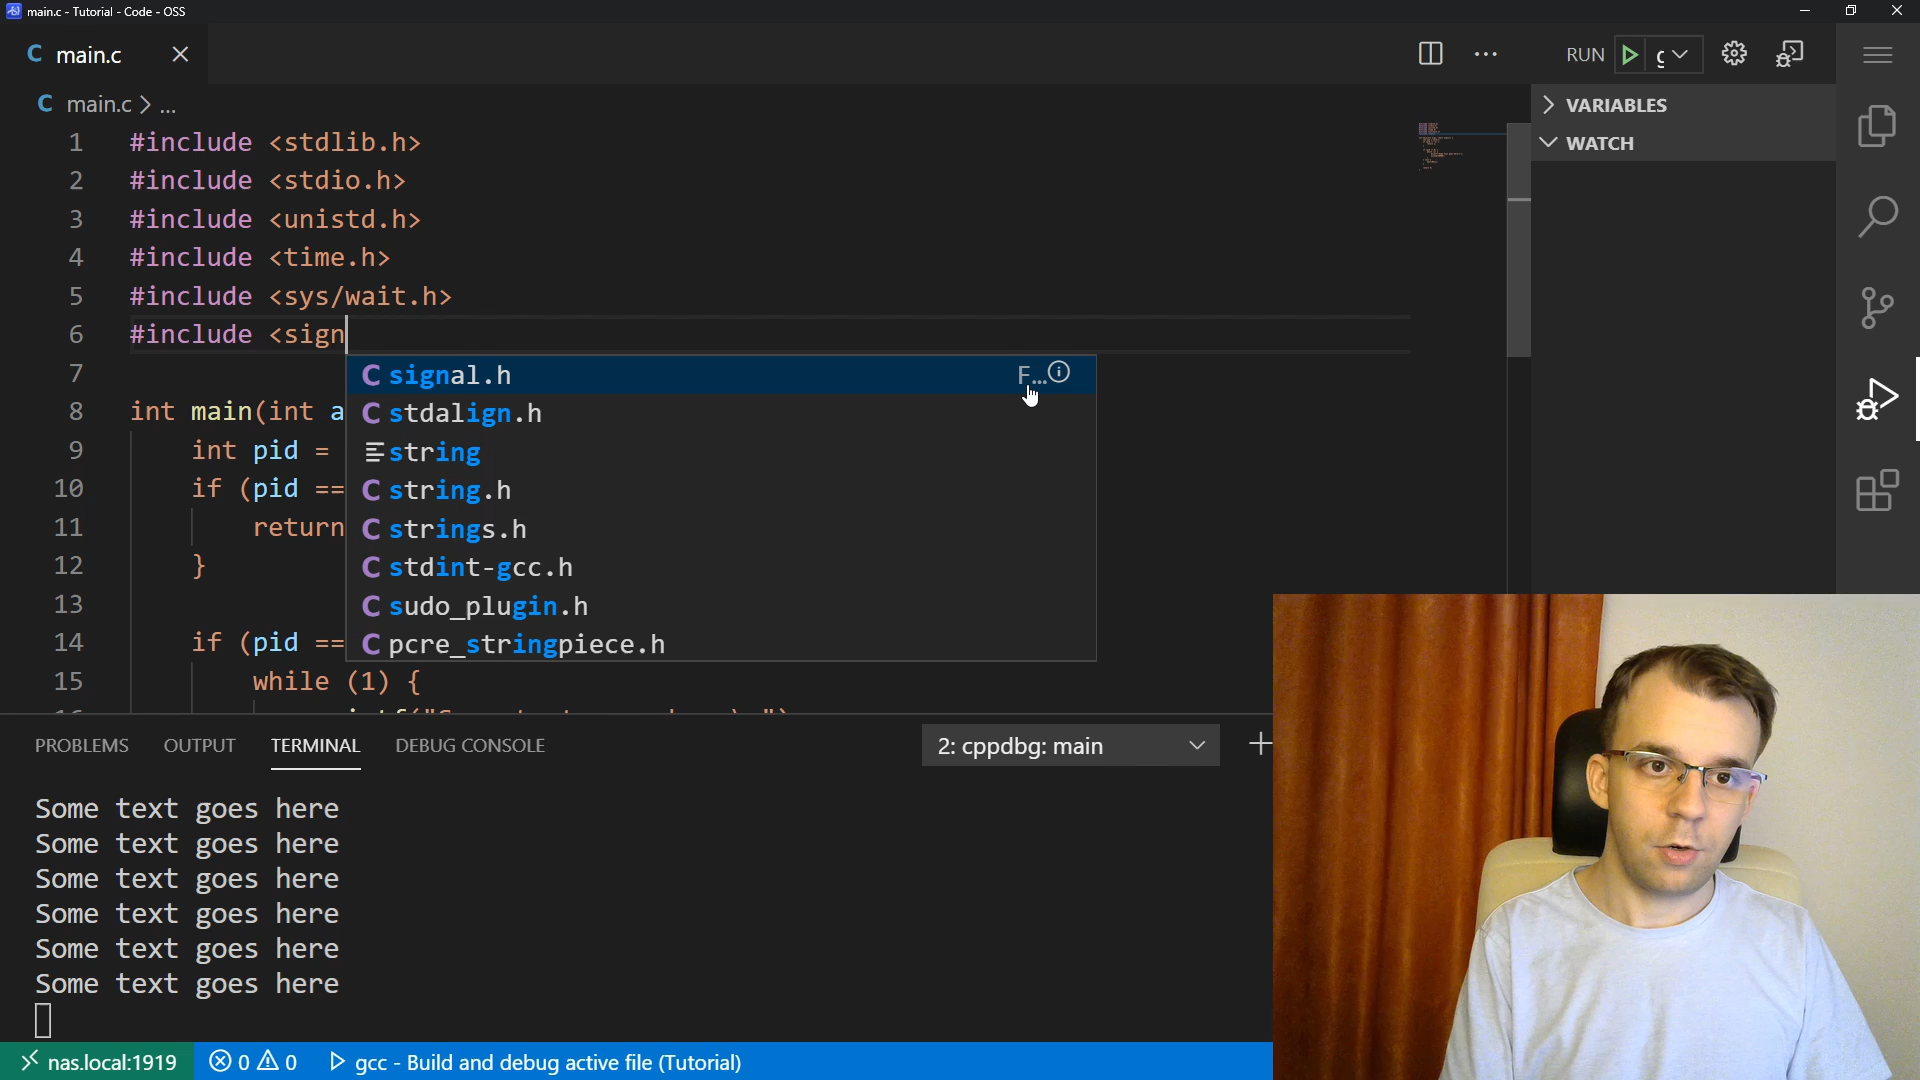 main.c - Tutorial - Code - OSS
C main.c
RUN
C main.c > ...
VARIABLES
WATCH
1 #include <stdlib.h>
2 #include <stdio.h>
3 #include <unistd.h>
4 #include <time.h>
5 #include <sys/wait.h>
6 #include <sign
7
8 int main(int a
9 int pid =
10 if (pid ==
11 return
12 }
13
14 if (pid ==
15 while (1) {
C signal.h F...
C stdalign.h
string
C string.h
C strings.h
C stdint-gcc.h
C sudo_plugin.h
C pcre_stringpiece.h
PROBLEMS OUTPUT TERMINAL DEBUG CONSOLE 2: cppdbg: main
Some text goes here
Some text goes here
Some text goes here
Some text goes here
Some text goes here
Some text goes here
nas.local:1919 0 0 gcc - Build and debug active file (Tutorial)